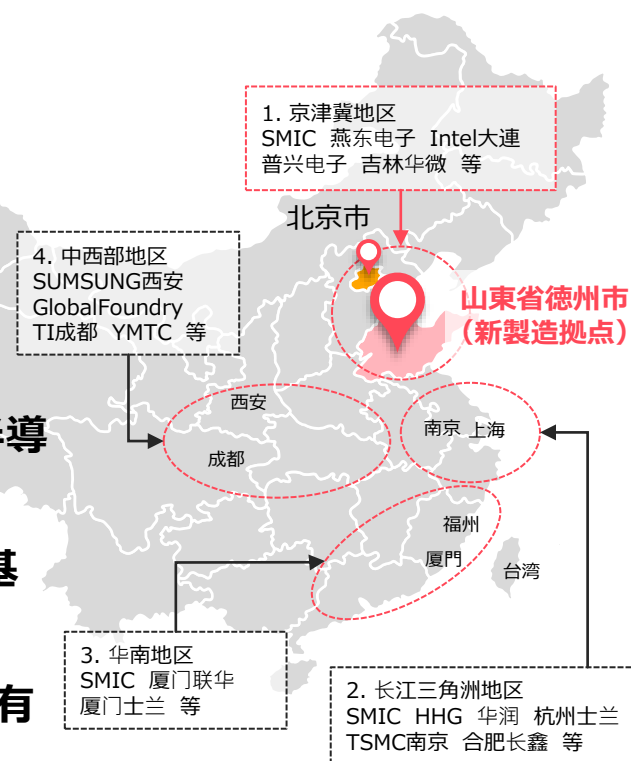 1. 京津冀地区
SMIC 燕东电子 Intel大連
普兴电子 吉林华微 等
北京市
4. 中西部地区
SUMSUNG西安
GlobalFoundry
TI成都 YMTC 等
山東省徳州市
（新製造拠点）
西安
成都
南京 上海
導
福州
厦門
台湾
基
3. 华南地区
SMIC 厦门联华
厦门士兰 等
有
2. 长江三角洲地区
SMIC HHG 华润 杭州士兰
TSMC南京 合肥长鑫 等